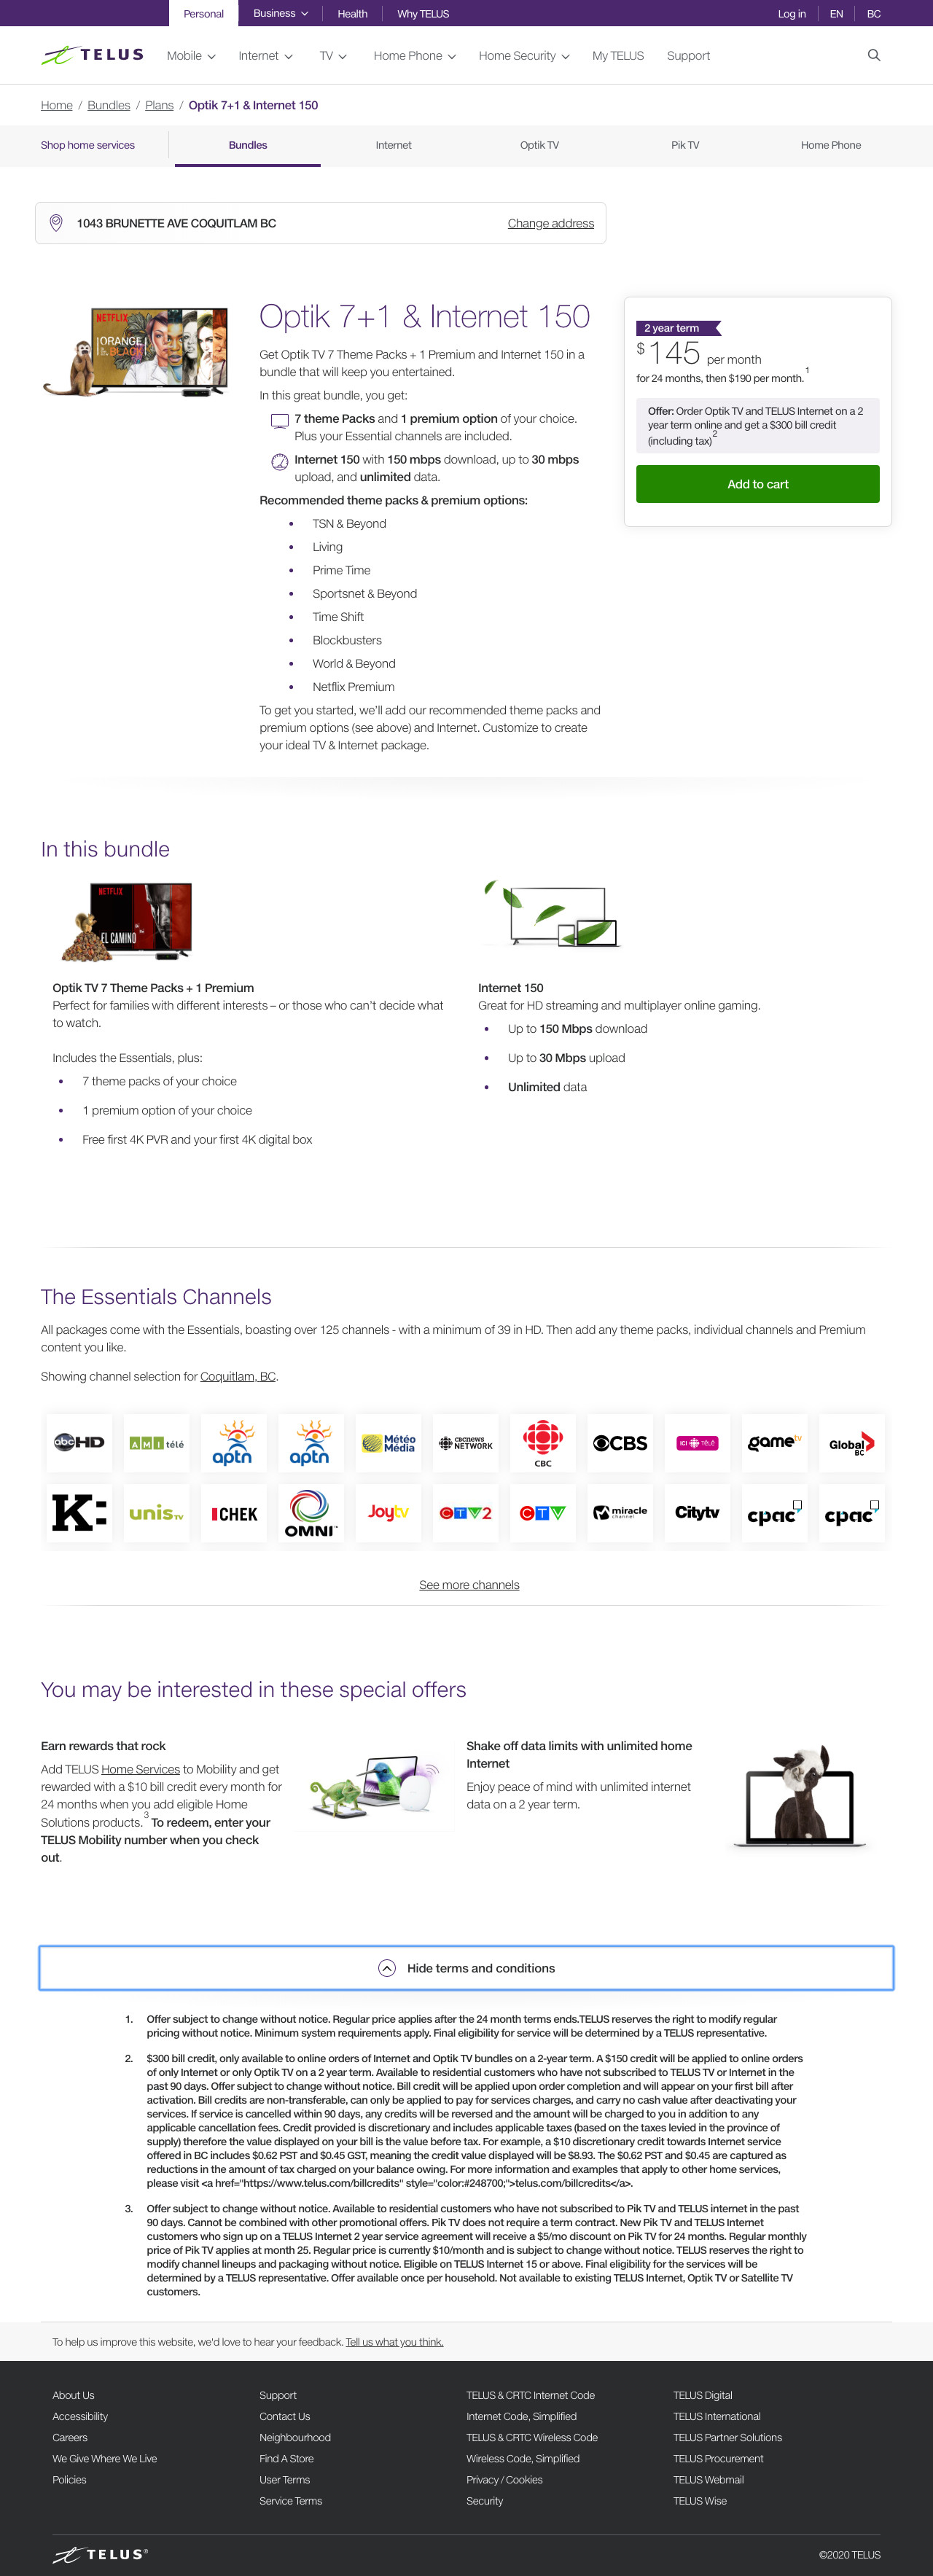 Personal
Business
Health
Why TELUS
Log in
EN
BC
TELUS
Mobile
Internet
TV
Home Phone
Home Security
My TELUS
Support
Home / Bundles / Plans / Optik 7+1 & Internet 150
Shop home services
Bundles
Internet
Optik TV
Pik TV
Home Phone
1043 BRUNETTE AVE COQUITLAM BC
Change address
NETFLIX
ORANGE
is the
BLACK
Optik 7+1 & Internet 150
Get Optik TV 7 Theme Packs + 1 Premium and Internet 150 in a
bundle that will keep you entertained.
In this great bundle, you get:
7 theme Packs and 1 premium option of your choice.
Plus your Essential channels are included.
Internet 150 with 150 mbps download, up to 30 mbps
upload, and unlimited data.
Recommended theme packs & premium options:
• TSN & Beyond
• Living
• Prime Time
• Sportsnet & Beyond
• Time Shift
• Blockbusters
• World & Beyond
• Netflix Premium
To get you started, we'll add our recommended theme packs and
premium options (see above) and Internet. Customize to create
your ideal TV & Internet package.
2 year term
$145 per month
for 24 months, then $190 per month.1
Offer: Order Optik TV and TELUS Internet on a 2
year term online and get a $300 bill credit
(including tax)2
Add to cart
In this bundle
NETFLIX
EL CAMINO
Optik TV 7 Theme Packs + 1 Premium
Perfect for families with different interests – or those who can't decide what
to watch.
Includes the Essentials, plus:
• 7 theme packs of your choice
• 1 premium option of your choice
• Free first 4K PVR and your first 4K digital box
Internet 150
Great for HD streaming and multiplayer online gaming.
• Up to 150 Mbps download
• Up to 30 Mbps upload
• Unlimited data
The Essentials Channels
All packages come with the Essentials, boasting over 125 channels - with a minimum of 39 in HD. Then add any theme packs, individual channels and Premium
content you like.
Showing channel selection for Coquitlam, BC.
abc HD
AMI télé
aptn
aptn
Météo
Média
CBC NEWS
NETWORK
CBC
CBS
ICI TÉLÉ
game tv
Global
BC
K:
unis TV
CHEK
OMNI
Joytv
CTV2
CTV
miracle
channel
Citytv
cpac
cpac
See more channels
You may be interested in these special offers
Earn rewards that rock
Add TELUS Home Services to Mobility and get
rewarded with a $10 bill credit every month for
24 months when you add eligible Home
Solutions products.3 To redeem, enter your
TELUS Mobility number when you check
out.
Shake off data limits with unlimited home
Internet
Enjoy peace of mind with unlimited internet
data on a 2 year term.
Hide terms and conditions
1. Offer subject to change without notice. Regular price applies after the 24 month term ends.TELUS reserves the right to modify regular
pricing without notice. Minimum system requirements apply. Final eligibility for service will be determined by a TELUS representative.
2. $300 bill credit, only available to online orders of Internet and Optik TV bundles on a 2-year term. A $150 credit will be applied to online orders
of only Internet or only Optik TV on a 2 year term. Available to residential customers who have not subscribed to TELUS TV or Internet in the
past 90 days. Offer subject to change without notice. Bill credit will be applied upon order completion and will appear on your first bill after
activation. Bill credits are non-transferable, can only be applied to pay for services charges, and carry no cash value after deactivating your
services. If service is cancelled within 90 days, any credits will be reversed and the amount will be charged to you in addition to any
applicable cancellation fees. Credit provided is discretionary and includes applicable taxes (based on the taxes levied in the province of
supply) therefore the value displayed on your bill is the value before tax. For example, a $10 discretionary credit towards Internet service
offered in BC includes $0.62 PST and $0.45 GST, meaning the credit value displayed will be $8.93. The $0.62 PST and $0.45 are captured as
reductions in the amount of tax charged on your balance owing. For more information and examples that apply to other home services,
please visit <a href="https://www.telus.com/billcredits" style="color:#248700;">telus.com/billcredits</a>.
3. Offer subject to change without notice. Available to residential customers who have not subscribed to Pik TV and TELUS internet in the past
90 days. Cannot be combined with other promotional offers. Pik TV does not require a term contract. New Pik TV and TELUS Internet
customers who sign up on a TELUS Internet 2 year service agreement will receive a $5/mo discount on Pik TV for 24 months. Regular monthly
price of Pik TV applies at month 25. Regular price is currently $10/month and is subject to change without notice. TELUS reserves the right to
modify channel lineups and packaging without notice. Eligible on TELUS Internet 15 or above. Final eligibility for the services will be
determined by a TELUS representative. Offer available once per household. Not available to existing TELUS Internet, Optik TV or Satellite TV
customers.
To help us improve this website, we'd love to hear your feedback. Tell us what you think.
About Us
Accessibility
Careers
We Give Where We Live
Policies
Support
Contact Us
Neighbourhood
Find A Store
User Terms
Service Terms
TELUS & CRTC Internet Code
Internet Code, Simplified
TELUS & CRTC Wireless Code
Wireless Code, Simplified
Privacy / Cookies
Security
TELUS Digital
TELUS International
TELUS Partner Solutions
TELUS Procurement
TELUS Webmail
TELUS Wise
TELUS®
©2020 TELUS